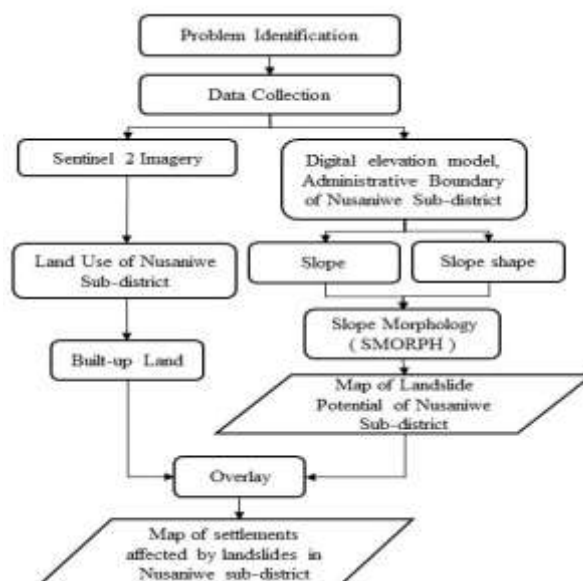 Problem Identification
Data Collection
Sentinel 2 Imagery
Digital elevation model,
Administrative Boundary
of Nusaniwe Sub-district
Land Use of Nusaniwe
Sub-district
Slope
Slope shape
Slope Morphology
( SMORPH )
Built-up Land
Map of Landslide
Potential of Nusaniwe
Sub-district
Overlay
Map of settlements
affected by landslides in
Nusaniwe sub-district